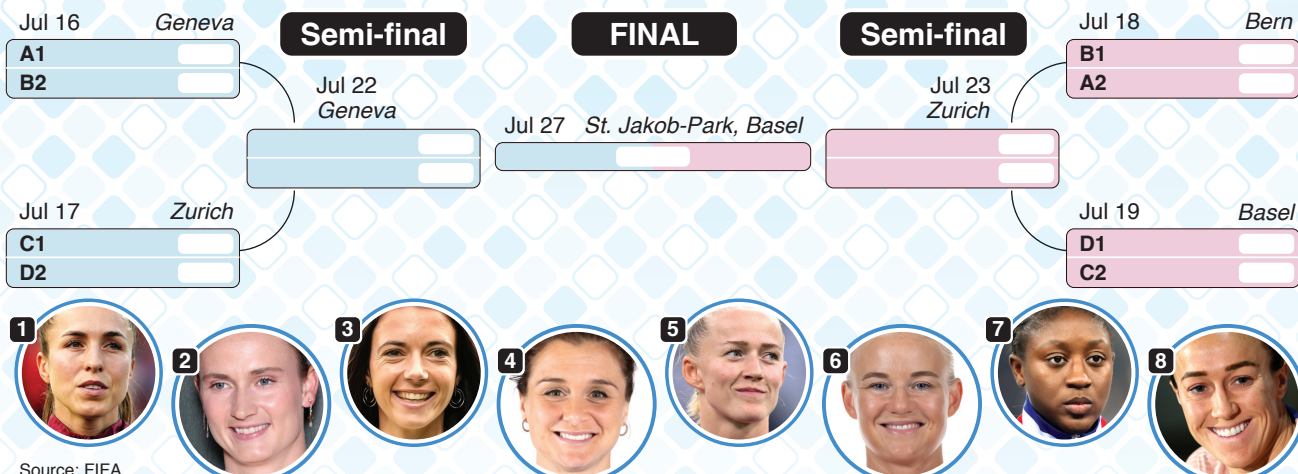 Jul 16 Geneva
A1
B2
Semi-final
Jul 22
Geneva
Jul 17 Zurich
C1
D2
FINAL
Jul 27 St. Jakob-Park, Basel
Semi-final
Jul 23
Zurich
Jul 18 Bern
B1
A2
Jul 19 Basel
D1
C2
1
2
3
4
5
6
7
8
Source: FIFA